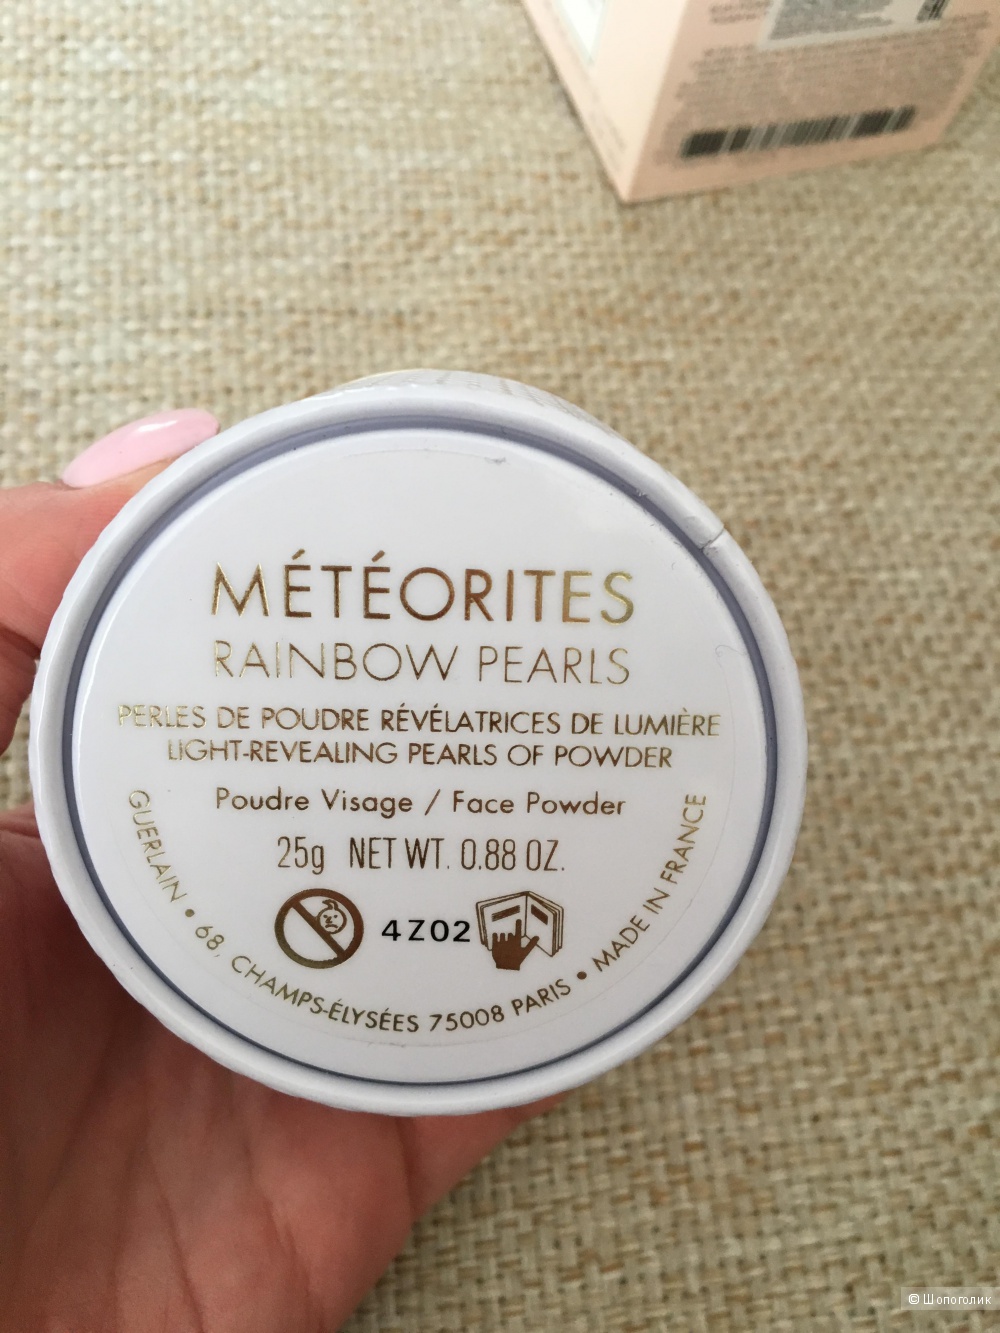 MÉTÉORITES
RAINBOW PEARLS
PERLES DE POUDRE RÉVÉLATRICES DE LUMIÈRE
LIGHT-REVEALING PEARLS OF POWDER
Poudre Visage / Face Powder
25g NET WT. 0.88 OZ.
4Z02
GUERLAIN • 68, CHAMPS-ÉLYSÉES 75008 PARIS • MADE IN FRANCE
© Шопоголик